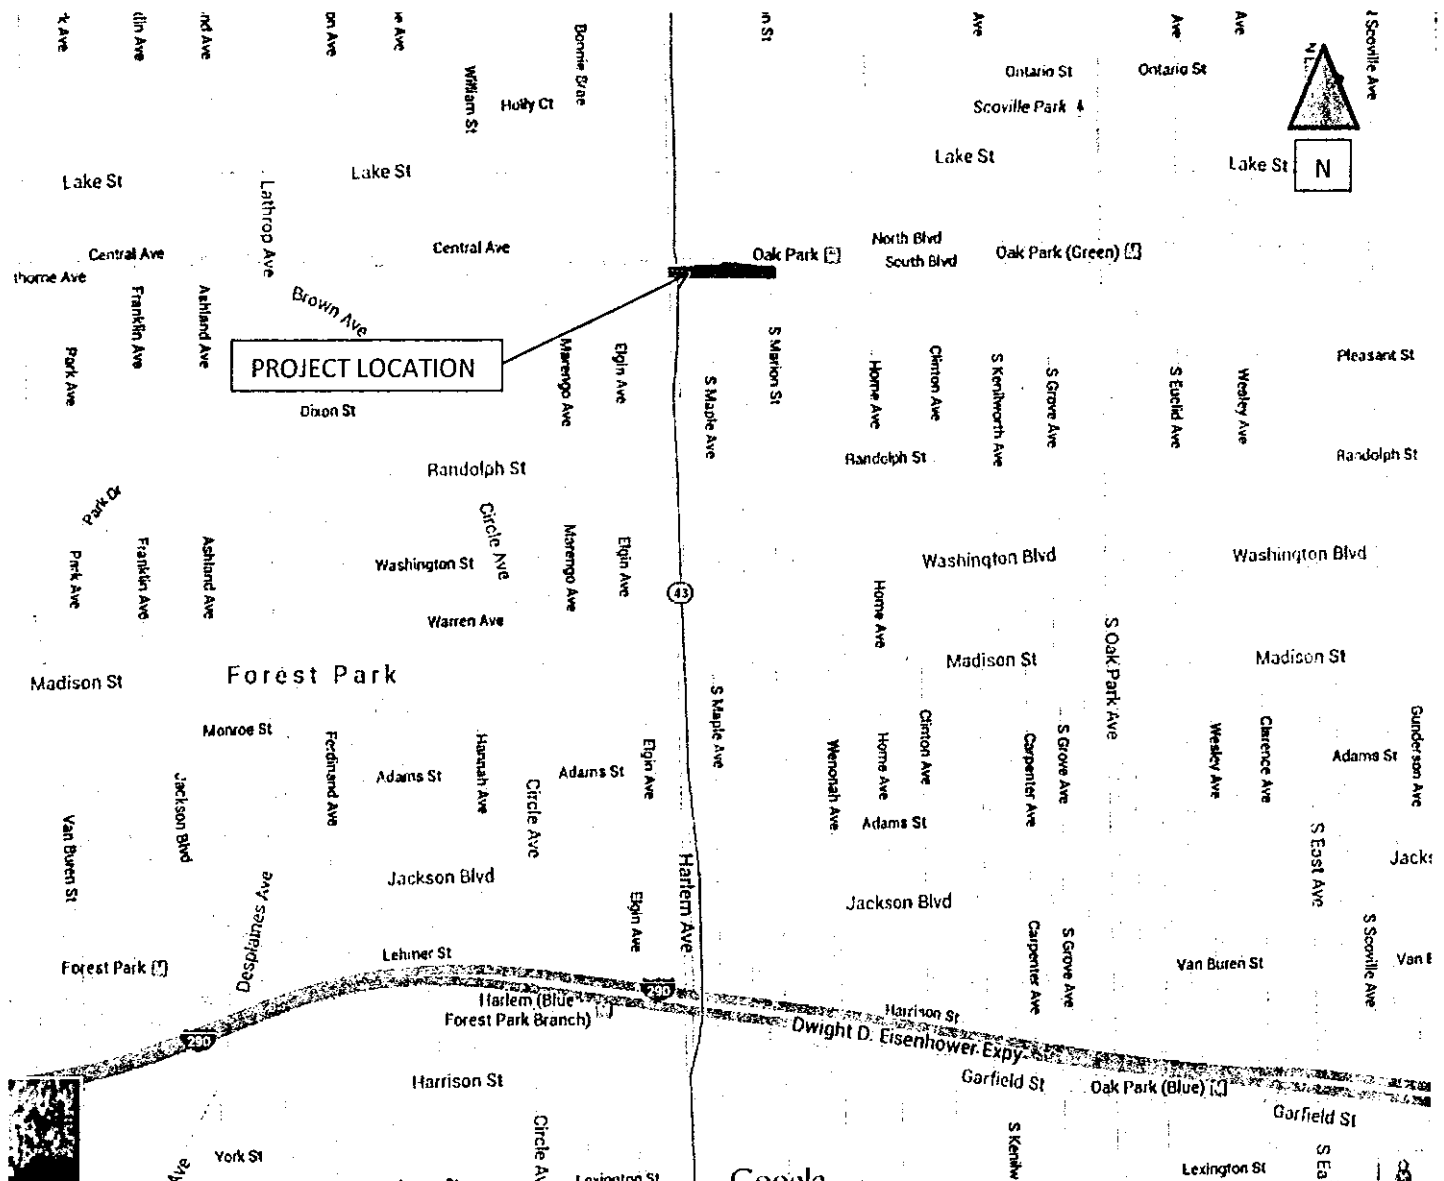 Bonnie Brae
William St
Holly Ct
Ontario St
Ontario St
Scoville Ave
Scoville Park
N
Lake St
Lake St
Lake St
Lake St
Lathrop Ave
Central Ave
Central Ave
Oak Park
North Blvd
South Blvd
Oak Park (Green)
thorne Ave
Franklin Ave
Ashland Ave
Brown Ave
PROJECT LOCATION
Park Ave
Dixon St
Marengo Ave
Elgin Ave
S Maple Ave
S Marion St
Home Ave
Clinton Ave
S Kenilworth Ave
S Grove Ave
S Euclid Ave
Wesley Ave
Pleasant St
Randolph St
Randolph St
Randolph St
Park Dr
Circle Ave
Park Ave
Franklin Ave
Ashland Ave
Washington St
Marengo Ave
Elgin Ave
Washington Blvd
Washington Blvd
43
Home Ave
Warren Ave
S Oak Park Ave
Madison St
Forest Park
Madison St
Madison St
Monroe St
S Maple Ave
Ferdinand Ave
Adams St
Hannah Ave
Adams St
Elgin Ave
Wenonah Ave
Home Ave
Clinton Ave
Carpenter Ave
S Grove Ave
Wesley Ave
Clarence Ave
Adams St
Gunderson Ave
Jackson Blvd
Circle Ave
Adams St
Van Buren St
S East Ave
Jacks
Jackson Blvd
Harlem Ave
Jackson Blvd
Desplaines Ave
Elgin Ave
Carpenter Ave
S Grove Ave
S Scoville Ave
Forest Park
Lehmer St
Van Buren St
Van B
290
Harlem (Blue
Forest Park Branch)
Harrison St
290
Dwight D. Eisenhower Expy
Harrison St
Garfield St
Oak Park (Blue)
Garfield St
Circle Av
S Kenilw
S Ea
York St
Ave
Lexington St
Lexington St
Google